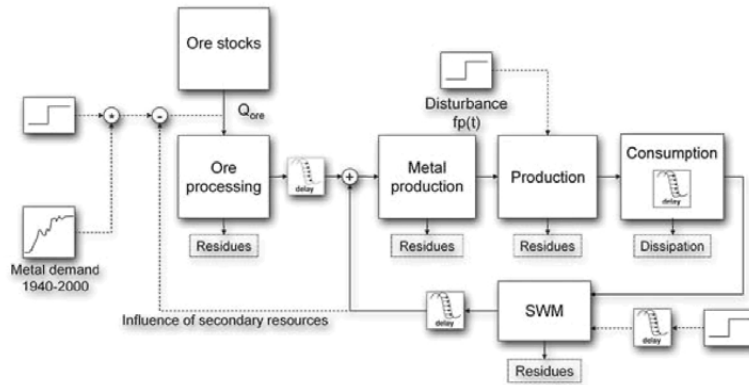 Ore stocks
Q_ore
Disturbance
fp(t)
Ore
processing
delay
Metal
production
Production
Consumption
delay
Residues
Residues
Residues
Dissipation
Metal demand
1940-2000
Influence of secondary resources
delay
SWM
delay
Residues